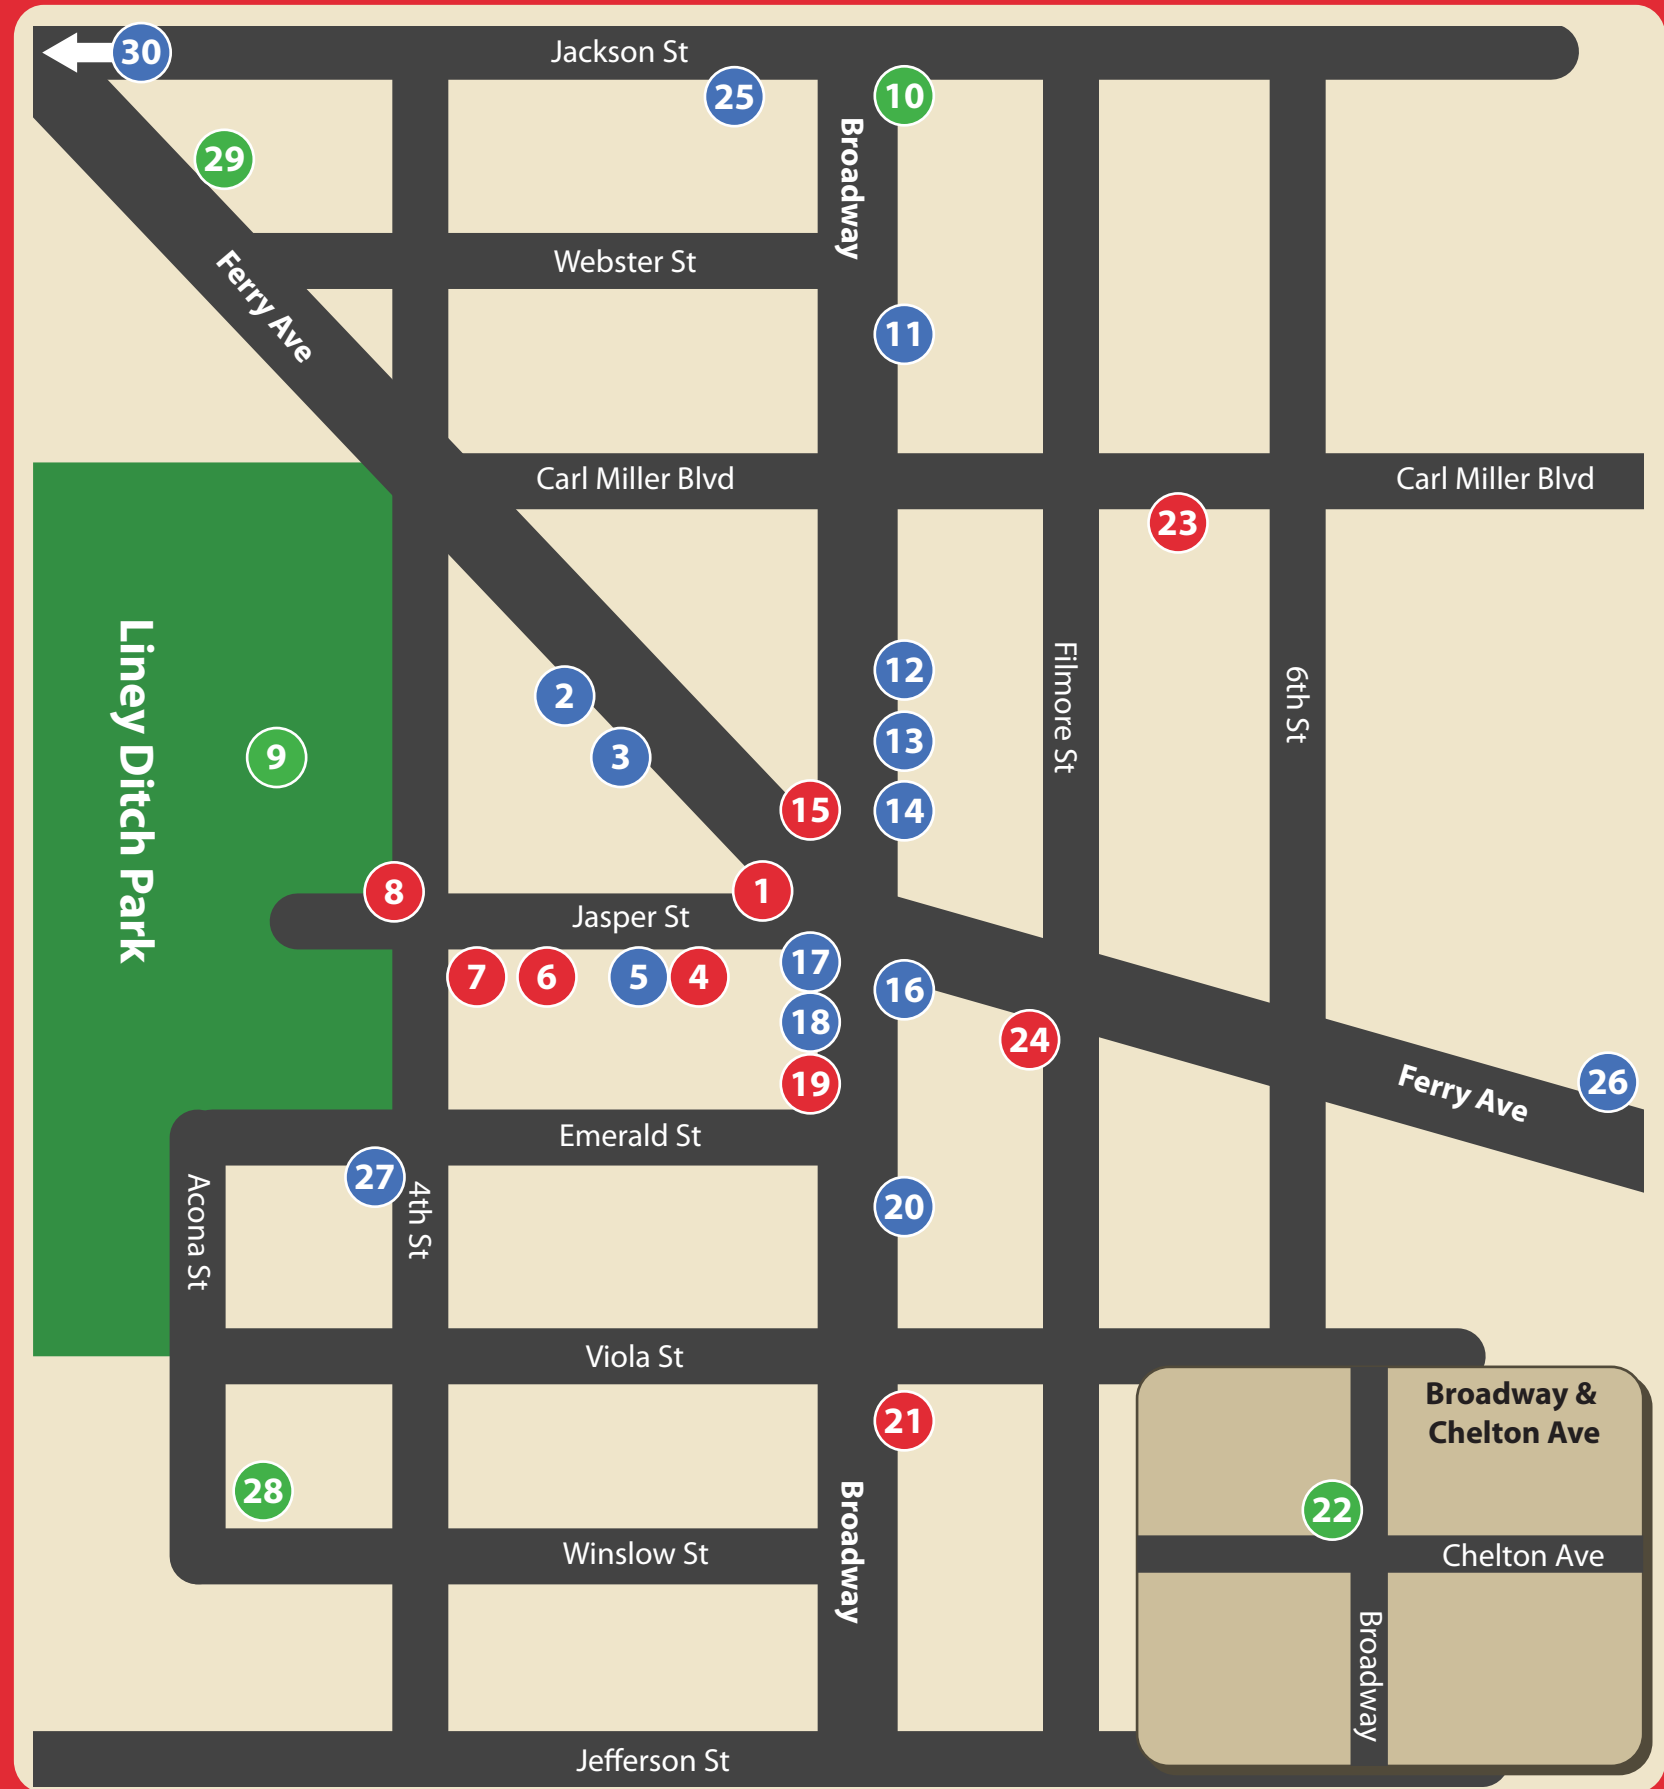 30
Jackson St
25
10
Broadway
29
Webster St
Ferry Ave
11
Carl Miller Blvd
Carl Miller Blvd
23
Liney Ditch Park
Filmore St
6th St
12
2
13
3
9
15
14
8
1
Jasper St
7
6
5
4
17
16
18
24
19
Ferry Ave
26
Emerald St
27
Acona St
4th St
20
Viola St
21
Broadway &
Chelton Ave
28
22
Broadway
Winslow St
Chelton Ave
Broadway
Jefferson St